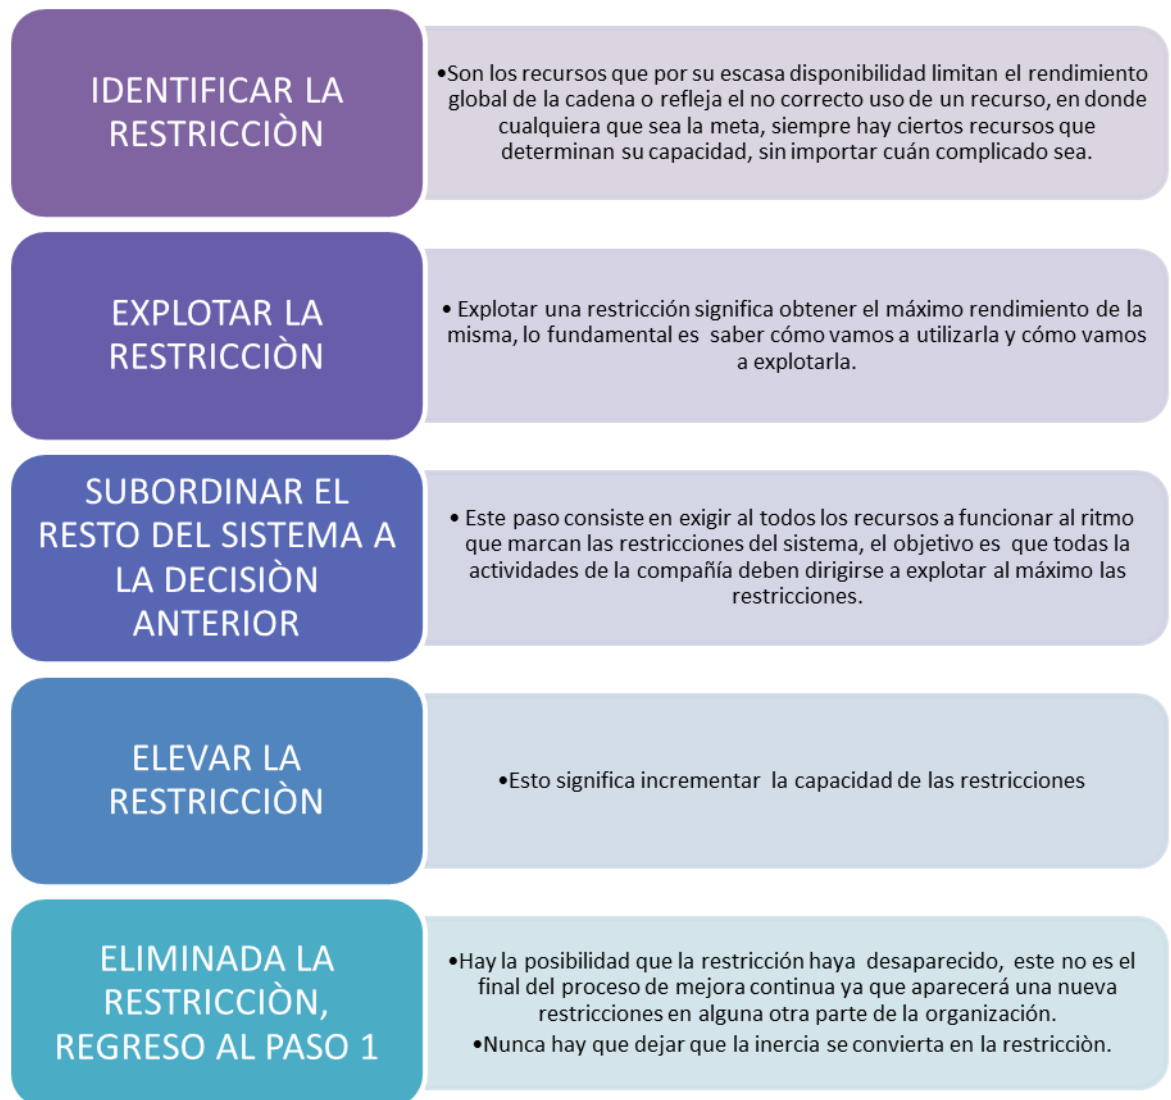 IDENTIFICAR LA
RESTRICCIÒN
•Son los recursos que por su escasa disponibilidad limitan el rendimiento
global de la cadena o refleja el no correcto uso de un recurso, en donde
cualquiera que sea la meta, siempre hay ciertos recursos que
determinan su capacidad, sin importar cuán complicado sea.
EXPLOTAR LA
RESTRICCIÒN
• Explotar una restricción significa obtener el máximo rendimiento de la
misma, lo fundamental es saber cómo vamos a utilizarla y cómo vamos
a explotarla.
SUBORDINAR EL
RESTO DEL SISTEMA A
LA DECISIÒN
ANTERIOR
• Este paso consiste en exigir al todos los recursos a funcionar al ritmo
que marcan las restricciones del sistema, el objetivo es que todas la
actividades de la compañía deben dirigirse a explotar al máximo las
restricciones.
ELEVAR LA
RESTRICCIÒN
•Esto significa incrementar la capacidad de las restricciones
ELIMINADA LA
RESTRICCIÒN,
REGRESO AL PASO 1
•Hay la posibilidad que la restricción haya desaparecido, este no es el
final del proceso de mejora continua ya que aparecerá una nueva
restricciones en alguna otra parte de la organización.
•Nunca hay que dejar que la inercia se convierta en la restricciòn.